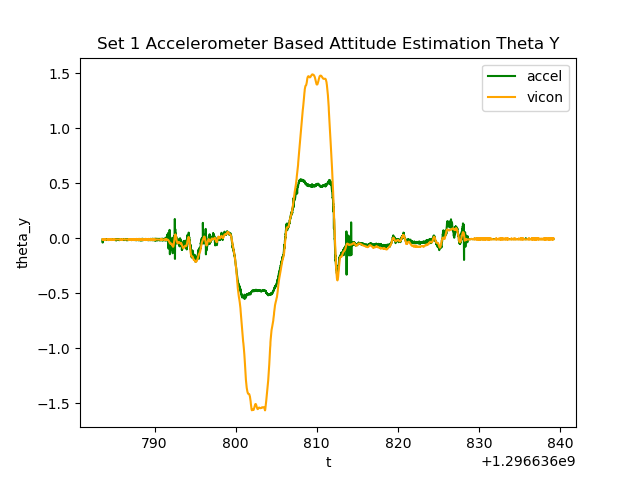 Set 1 Accelerometer Based Attitude Estimation Theta Y
accel
vicon
theta_y
1.5
1.0
0.5
0.0
−0.5
−1.0
−1.5
790 800 810 820 830 840
t
+1.296636e9